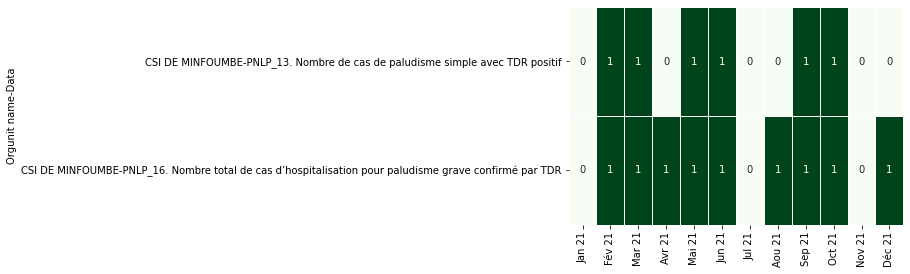 Orgunit name-Data
CSI DE MINFOUMBE-PNLP_13. Nombre de cas de paludisme simple avec TDR positif
0 1 1 0 1 1 0 0 1 1 0 0
CSI DE MINFOUMBE-PNLP_16. Nombre total de cas d’hospitalisation pour paludisme grave confirmé par TDR
0 1 1 1 1 1 0 1 1 1 0 1
Jan 21
Fév 21
Mar 21
Avr 21
Mai 21
Jun 21
Jul 21
Aou 21
Sep 21
Oct 21
Nov 21
Déc 21